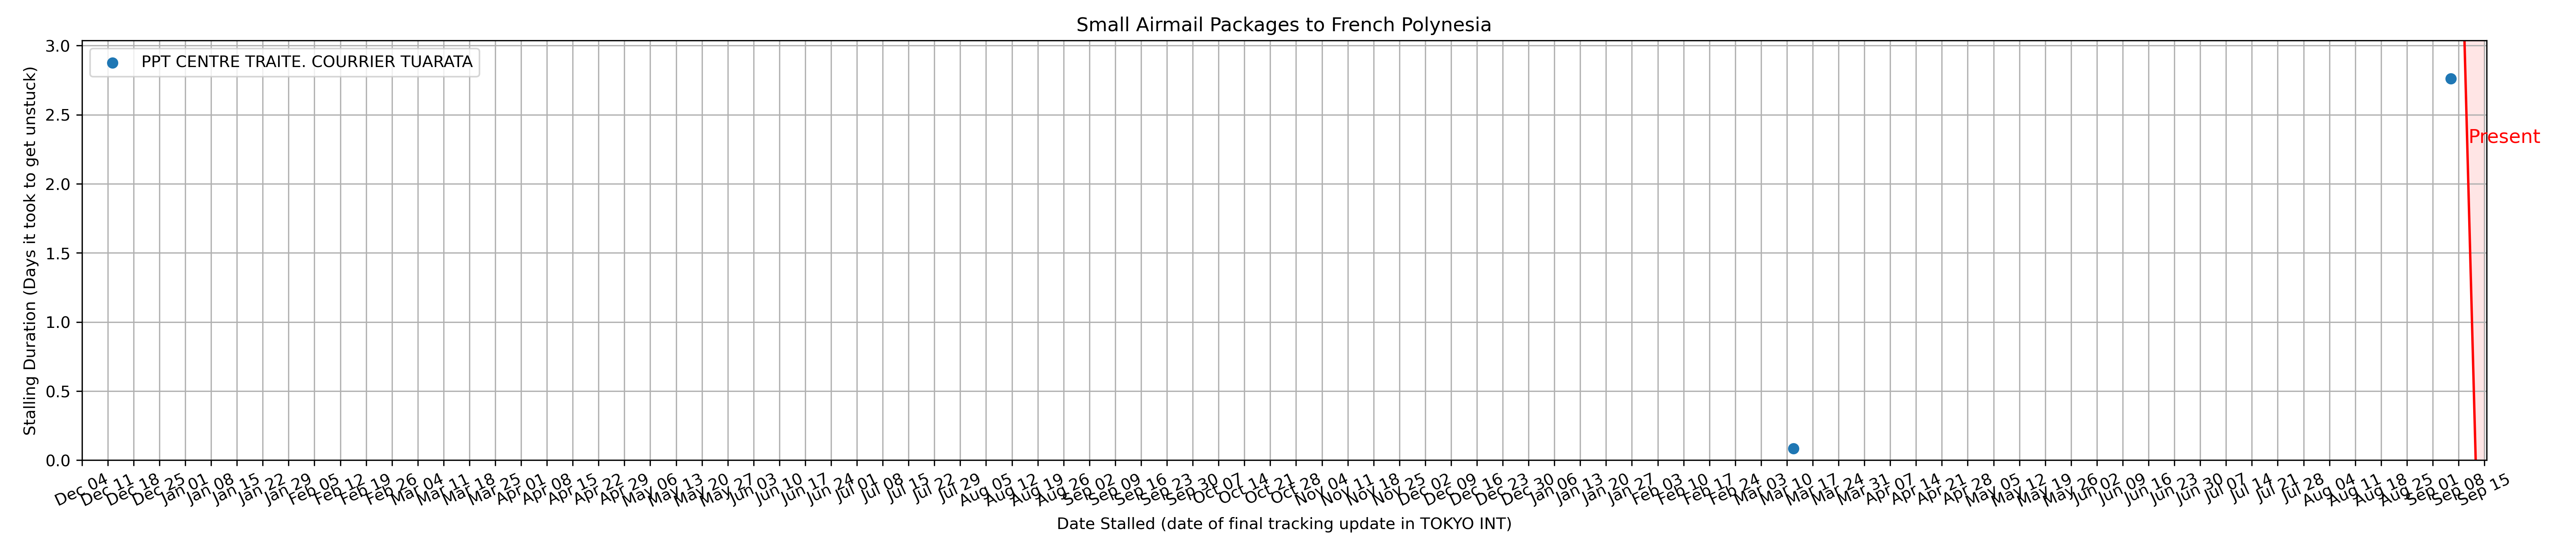 Small Airmail Packages to French Polynesia
PPT CENTRE TRAITE. COURRIER TUARATA
Present
Stalling Duration (Days it took to get unstuck)
3.0
2.5
2.0
1.5
1.0
0.5
0.0
Dec 04 Dec 11 Dec 18 Dec 25 Jan 01 Jan 08 Jan 15 Jan 22 Jan 29 Feb 05 Feb 12 Feb 19 Feb 26 Mar 04 Mar 11 Mar 18 Mar 25 Apr 01 Apr 08 Apr 15 Apr 22 Apr 29 May 06 May 13 May 20 May 27 Jun 03 Jun 10 Jun 17 Jun 24 Jul 01 Jul 08 Jul 15 Jul 22 Jul 29 Aug 05 Aug 12 Aug 19 Aug 26 Sep 02 Sep 09 Sep 16 Sep 23 Sep 30 Oct 07 Oct 14 Oct 21 Oct 28 Nov 04 Nov 11 Nov 18 Nov 25 Dec 02 Dec 09 Dec 16 Dec 23 Dec 30 Jan 06 Jan 13 Jan 20 Jan 27 Feb 03 Feb 10 Feb 17 Feb 24 Mar 03 Mar 10 Mar 17 Mar 24 Mar 31 Apr 07 Apr 14 Apr 21 Apr 28 May 05 May 12 May 19 May 26 Jun 02 Jun 09 Jun 16 Jun 23 Jun 30 Jul 07 Jul 14 Jul 21 Jul 28 Aug 04 Aug 11 Aug 18 Aug 25 Sep 01 Sep 08 Sep 15
Date Stalled (date of final tracking update in TOKYO INT)